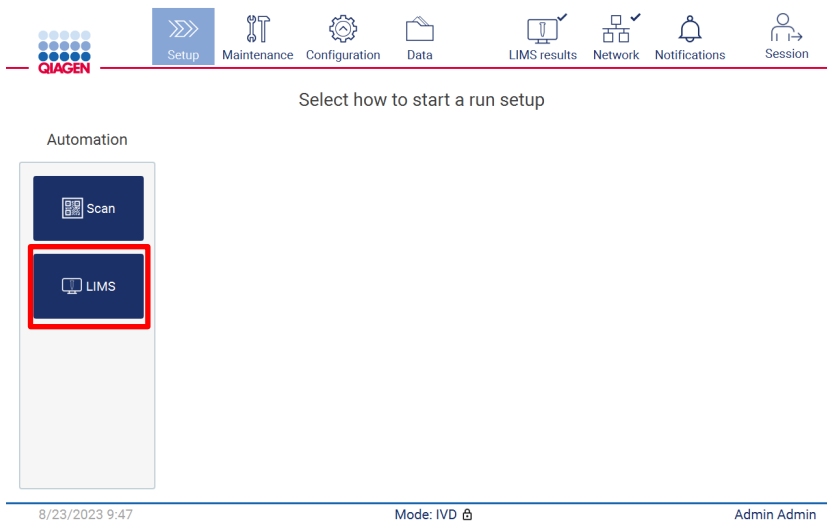 QIAGEN
Setup
Maintenance
Configuration
Data
LIMS results
Network
Notifications
Session
Select how to start a run setup
Automation
Scan
LIMS
8/23/2023 9:47
Mode: IVD
Admin Admin